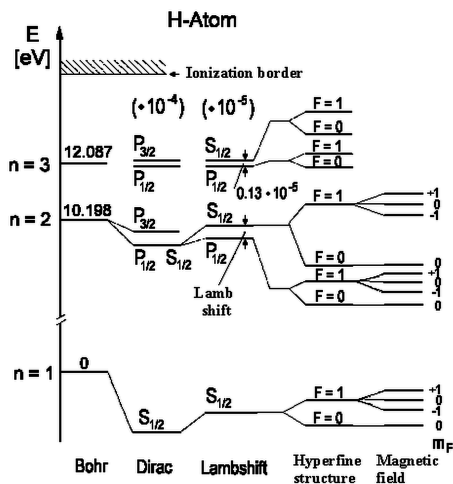 H-Atom
E
[eV]
Ionization border
(•10⁻⁴) (•10⁻⁵)
F = 1
F = 0
n = 3 12.087 P3/2 S1/2 F = 1
P1/2 P1/2 F = 0
0.13 •10⁻⁵
n = 2 10.198 P3/2 S1/2 F = 1 +1
0
-1
P1/2 S1/2 P1/2 F = 0 0
Lamb
shift
F = 1 +1
0
-1
F = 0 0
n = 1 0 S1/2 S1/2 F = 1 +1
0
-1
F = 0 0
mF
Bohr Dirac Lambshift Hyperfine Magnetic
structure field